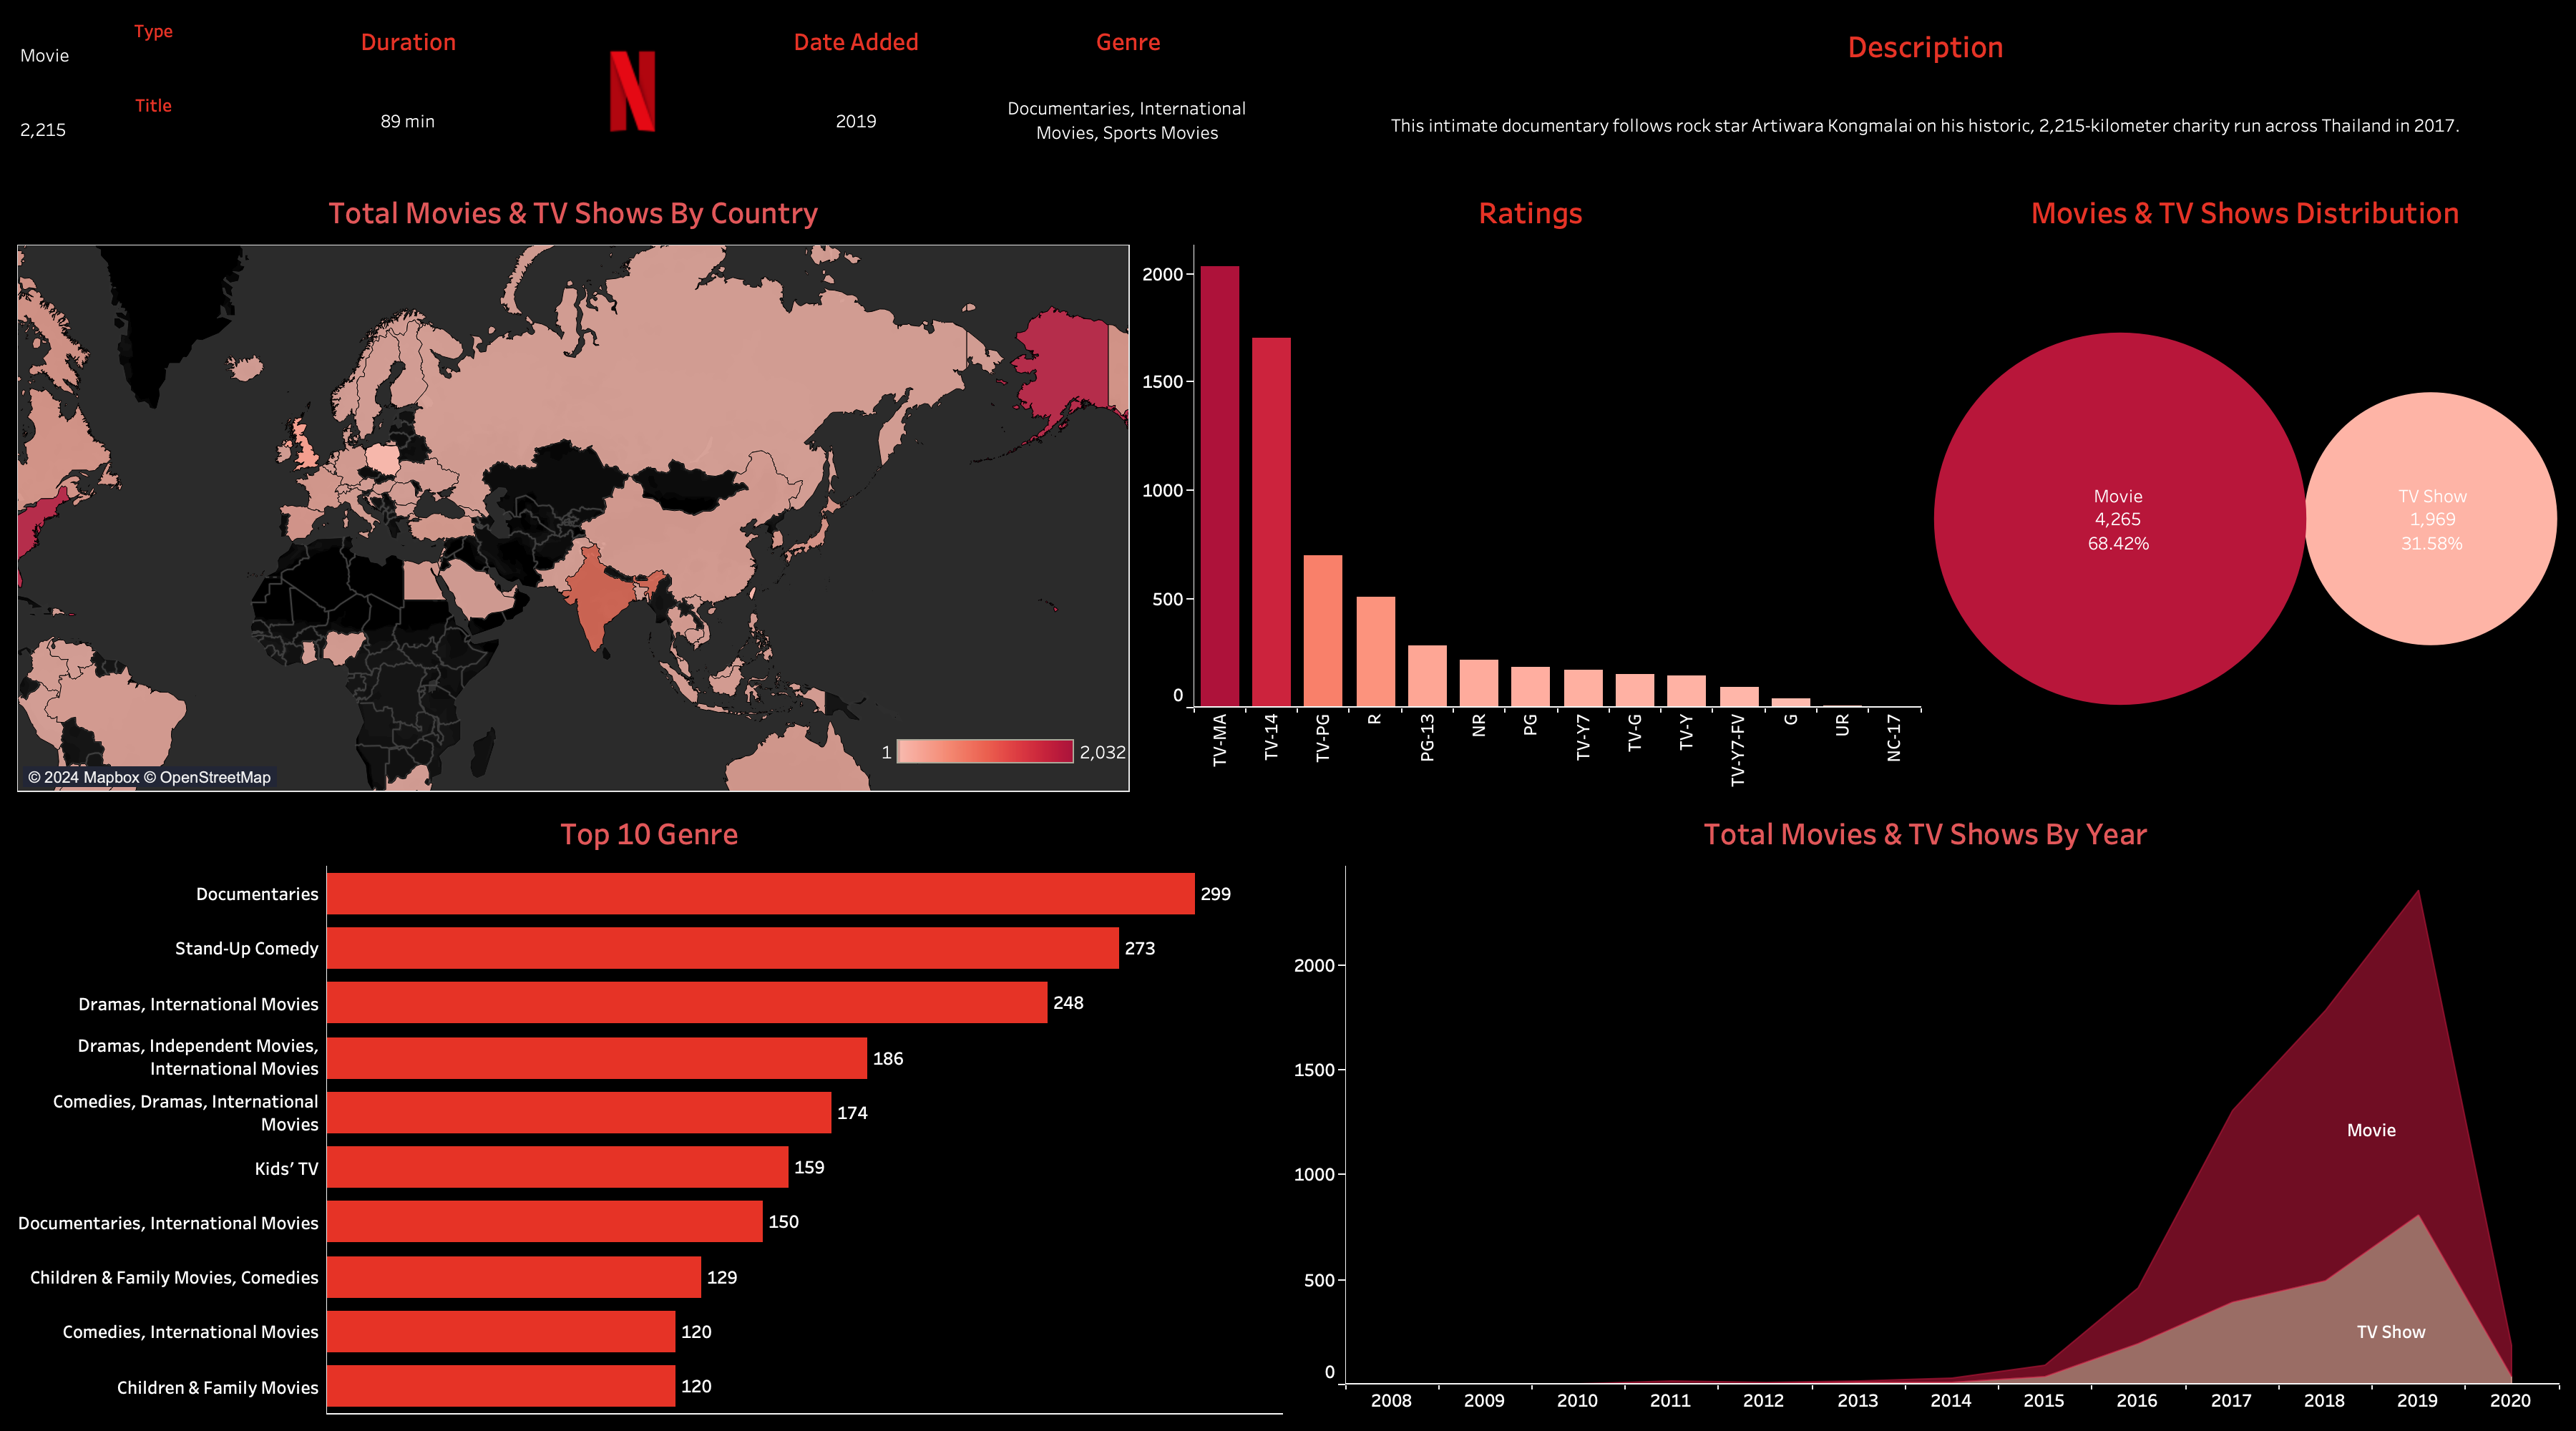 Type
Movie
Title
2,215
Duration
89 min
N
Date Added
2019
Genre
Documentaries, International
Movies, Sports Movies
Description
This intimate documentary follows rock star Artiwara Kongmalai on his historic, 2,215-kilometer charity run across Thailand in 2017.
Total Movies & TV Shows By Country
1
2,032
© 2024 Mapbox © OpenStreetMap
Ratings
2000
1500
1000
500
0
TV-MA
TV-14
TV-PG
R
PG-13
NR
PG
TV-Y7
TV-G
TV-Y
TV-Y7-FV
G
UR
NC-17
Movies & TV Shows Distribution
Movie
4,265
68.42%
TV Show
1,969
31.58%
Top 10 Genre
Documentaries
299
Stand-Up Comedy
273
Dramas, International Movies
248
Dramas, Independent Movies,
International Movies
186
Comedies, Dramas, International
Movies
174
Kids' TV
159
Documentaries, International Movies
150
Children & Family Movies, Comedies
129
Comedies, International Movies
120
Children & Family Movies
120
Total Movies & TV Shows By Year
2000
1500
1000
500
0
Movie
TV Show
2008
2009
2010
2011
2012
2013
2014
2015
2016
2017
2018
2019
2020